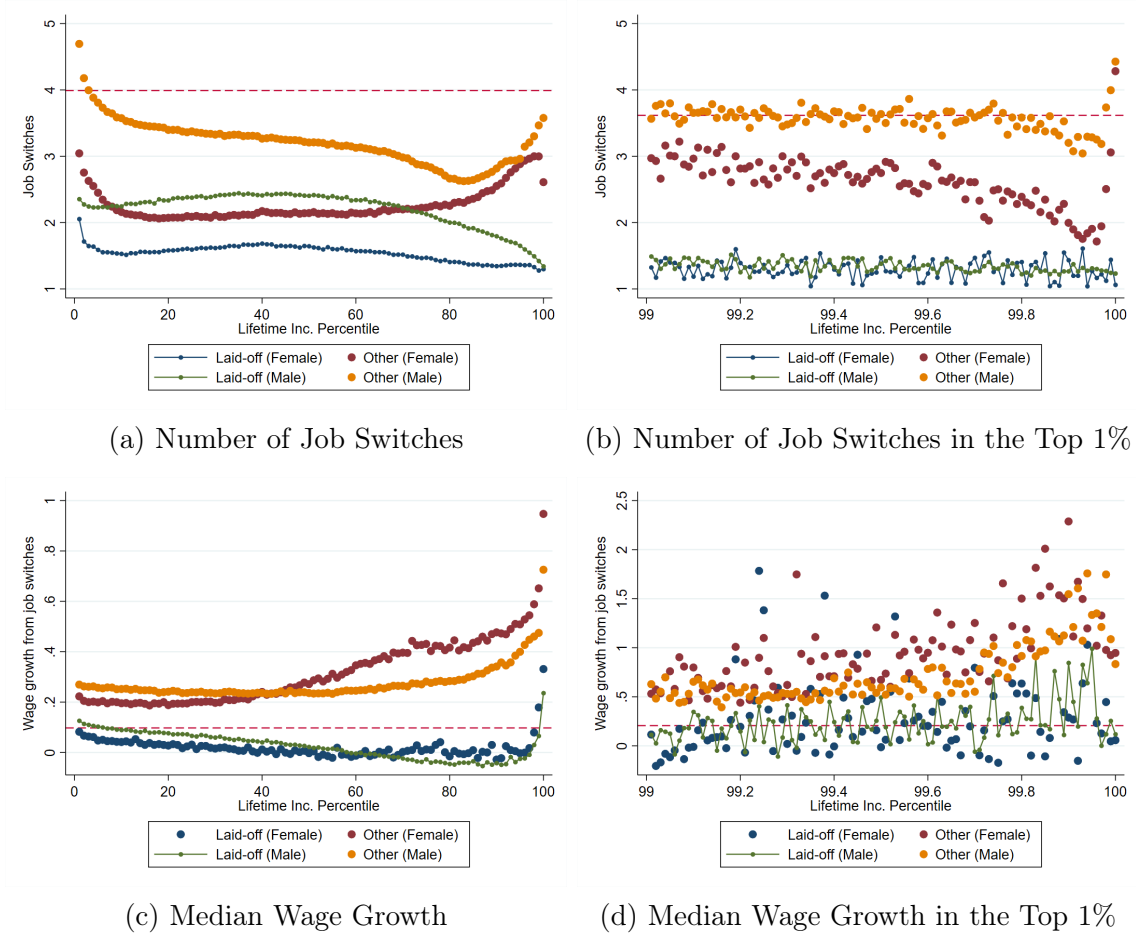 5
4
3
2
1
Job Switches
0
20
40
60
80
100
Lifetime Inc. Percentile
Laid-off (Female)
Other (Female)
Laid-off (Male)
Other (Male)
(a) Number of Job Switches
5
4
3
2
1
Job Switches
99
99.2
99.4
99.6
99.8
100
Lifetime Inc. Percentile
Laid-off (Female)
Other (Female)
Laid-off (Male)
Other (Male)
(b) Number of Job Switches in the Top 1%
1
.8
.6
.4
.2
0
Wage growth from job switches
0
20
40
60
80
100
Lifetime Inc. Percentile
Laid-off (Female)
Other (Female)
Laid-off (Male)
Other (Male)
(c) Median Wage Growth
2.5
2
1.5
1
.5
0
Wage growth from job switches
99
99.2
99.4
99.6
99.8
100
Lifetime Inc. Percentile
Laid-off (Female)
Other (Female)
Laid-off (Male)
Other (Male)
(d) Median Wage Growth in the Top 1%